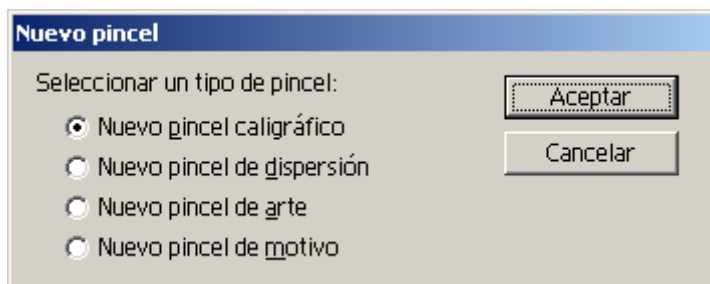 Nuevo pincel
Seleccionar un tipo de pincel:
Nuevo pincel caligráfico
Nuevo pincel de dispersión
Nuevo pincel de arte
Nuevo pincel de motivo
Aceptar
Cancelar